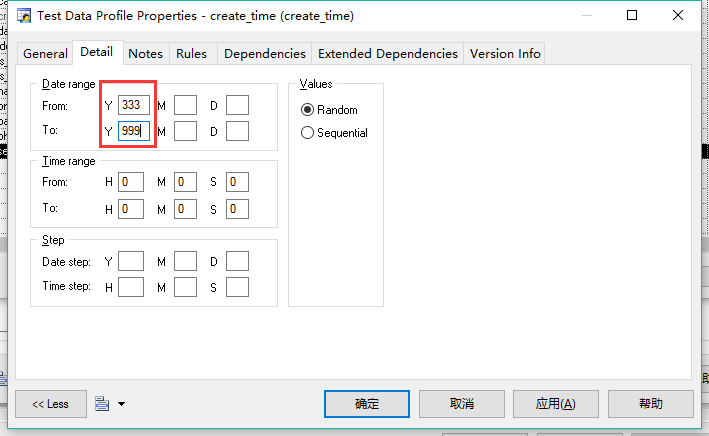 Test Data Profile Properties - create_time (create_time)
General Detail Notes Rules Dependencies Extended Dependencies Version Info
Date range
From: Y 333 M D
To: Y 999 M D
Time range
From: H 0 M 0 S 0
To: H 0 M 0 S 0
Step
Date step: Y M D
Time step: H M S
Values
Random
Sequential
<< Less 确定 取消 应用(A) 帮助